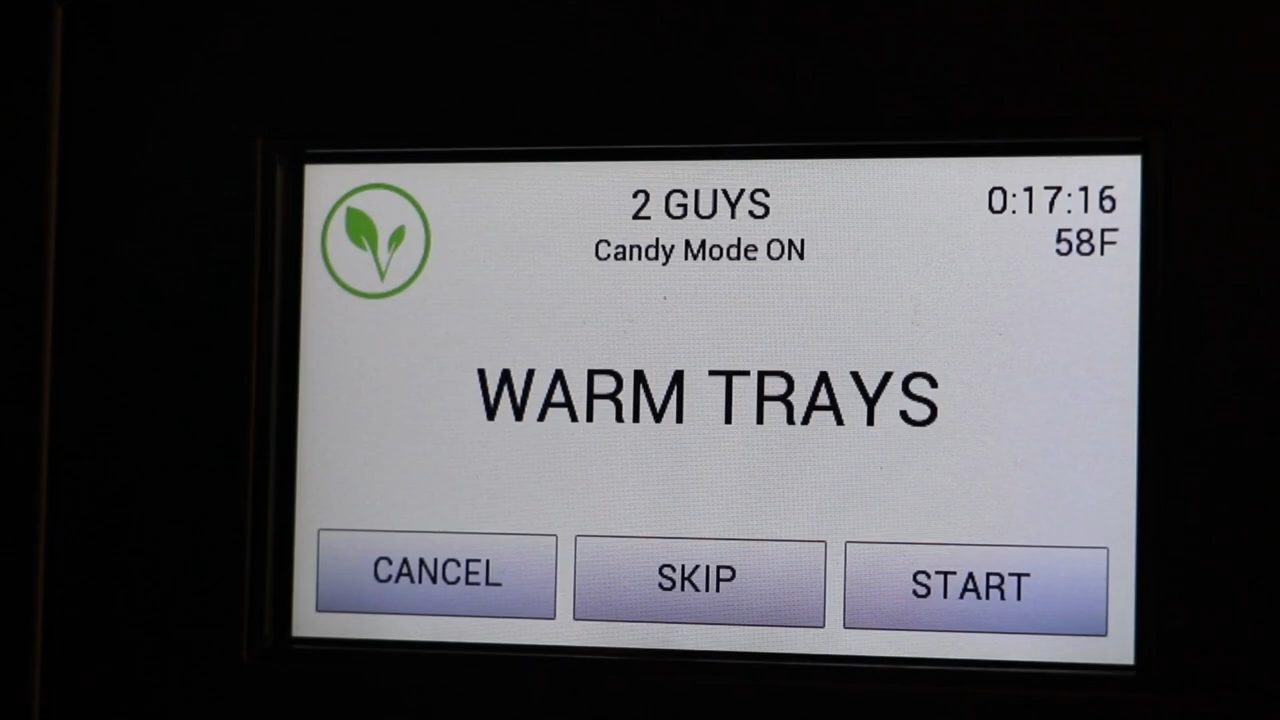 2 GUYS
Candy Mode ON
0:17:16
58F
WARM TRAYS
CANCEL
SKIP
START